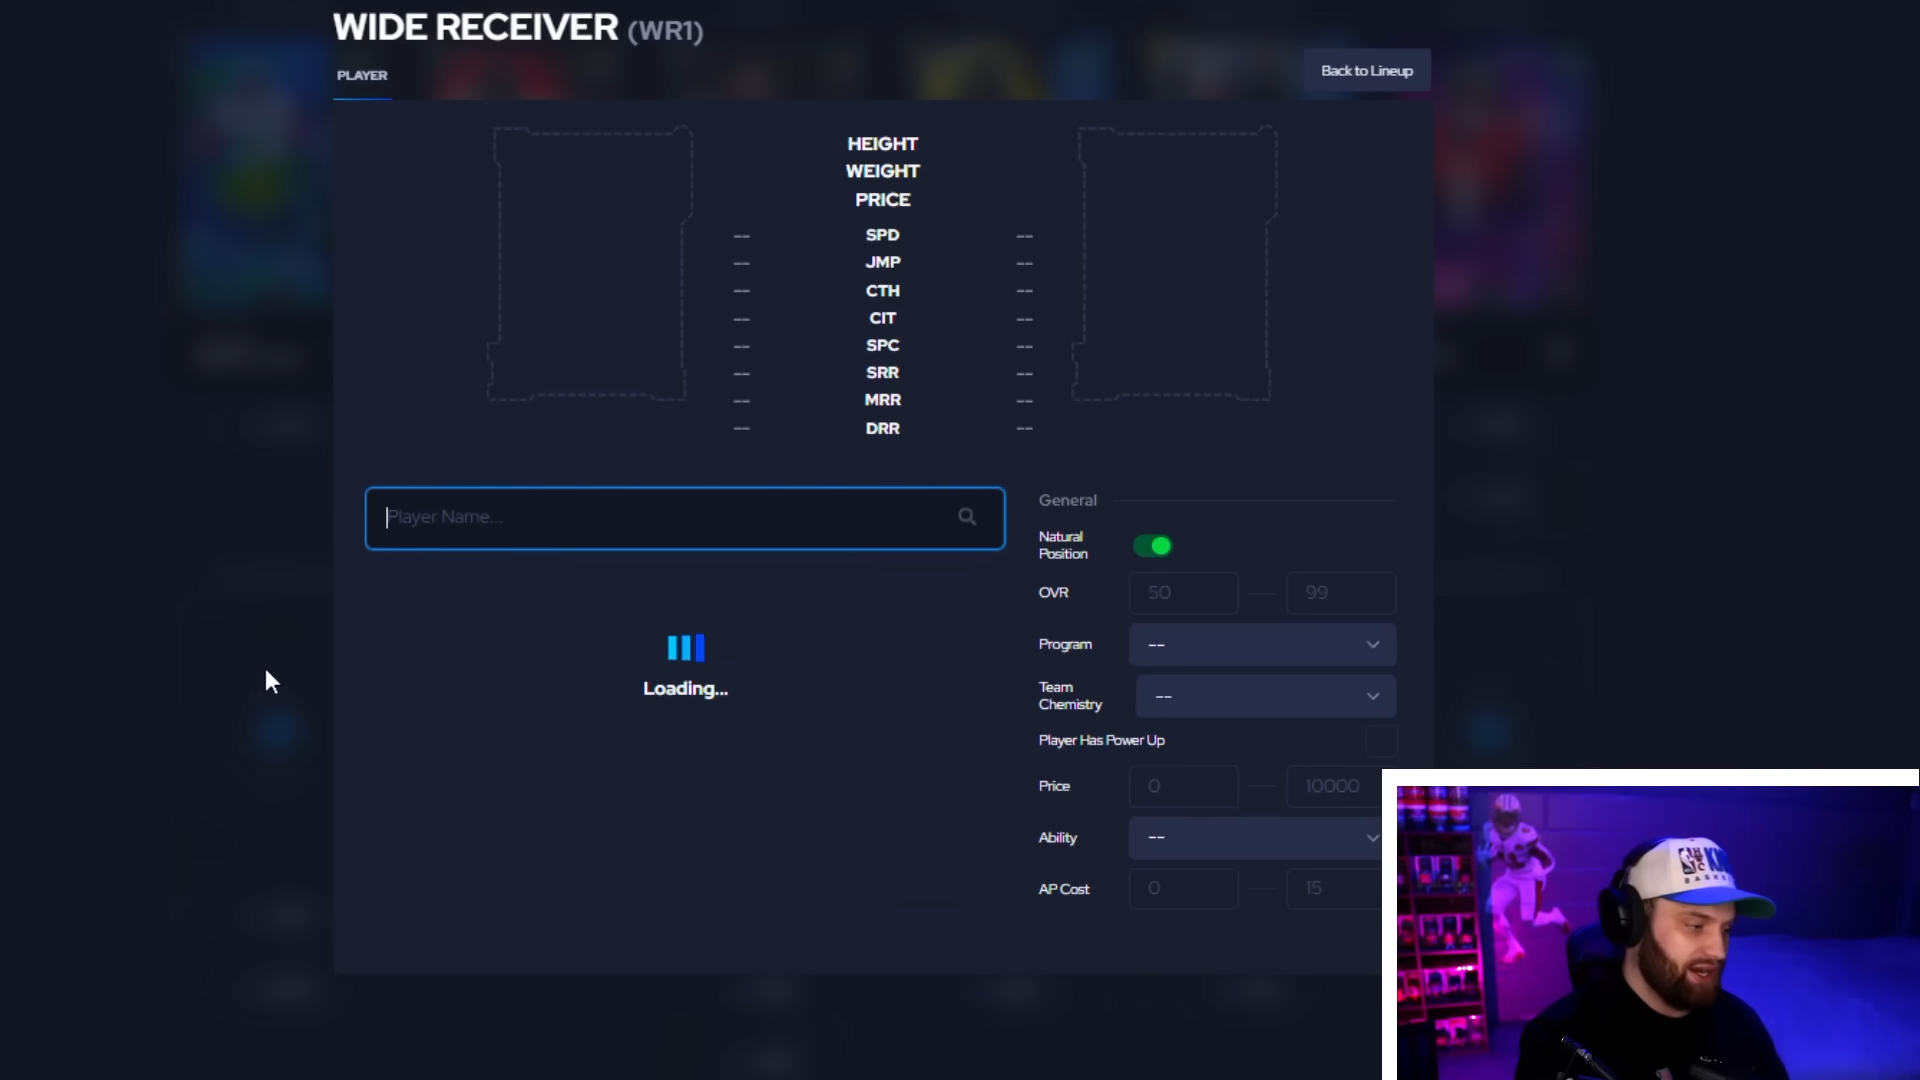 WIDE RECEIVER (WR1)
PLAYER
Back to Lineup
HEIGHT
WEIGHT
PRICE
-- SPD --
-- JMP --
-- CTH --
-- CIT --
-- SPC --
-- SRR --
-- MRR --
-- DRR --
Player Name...
Loading...
General
Natural
Position
OVR 50 99
Program --
Team
Chemistry --
Player Has Power Up
Price 0 10000
Ability --
AP Cost 0 15